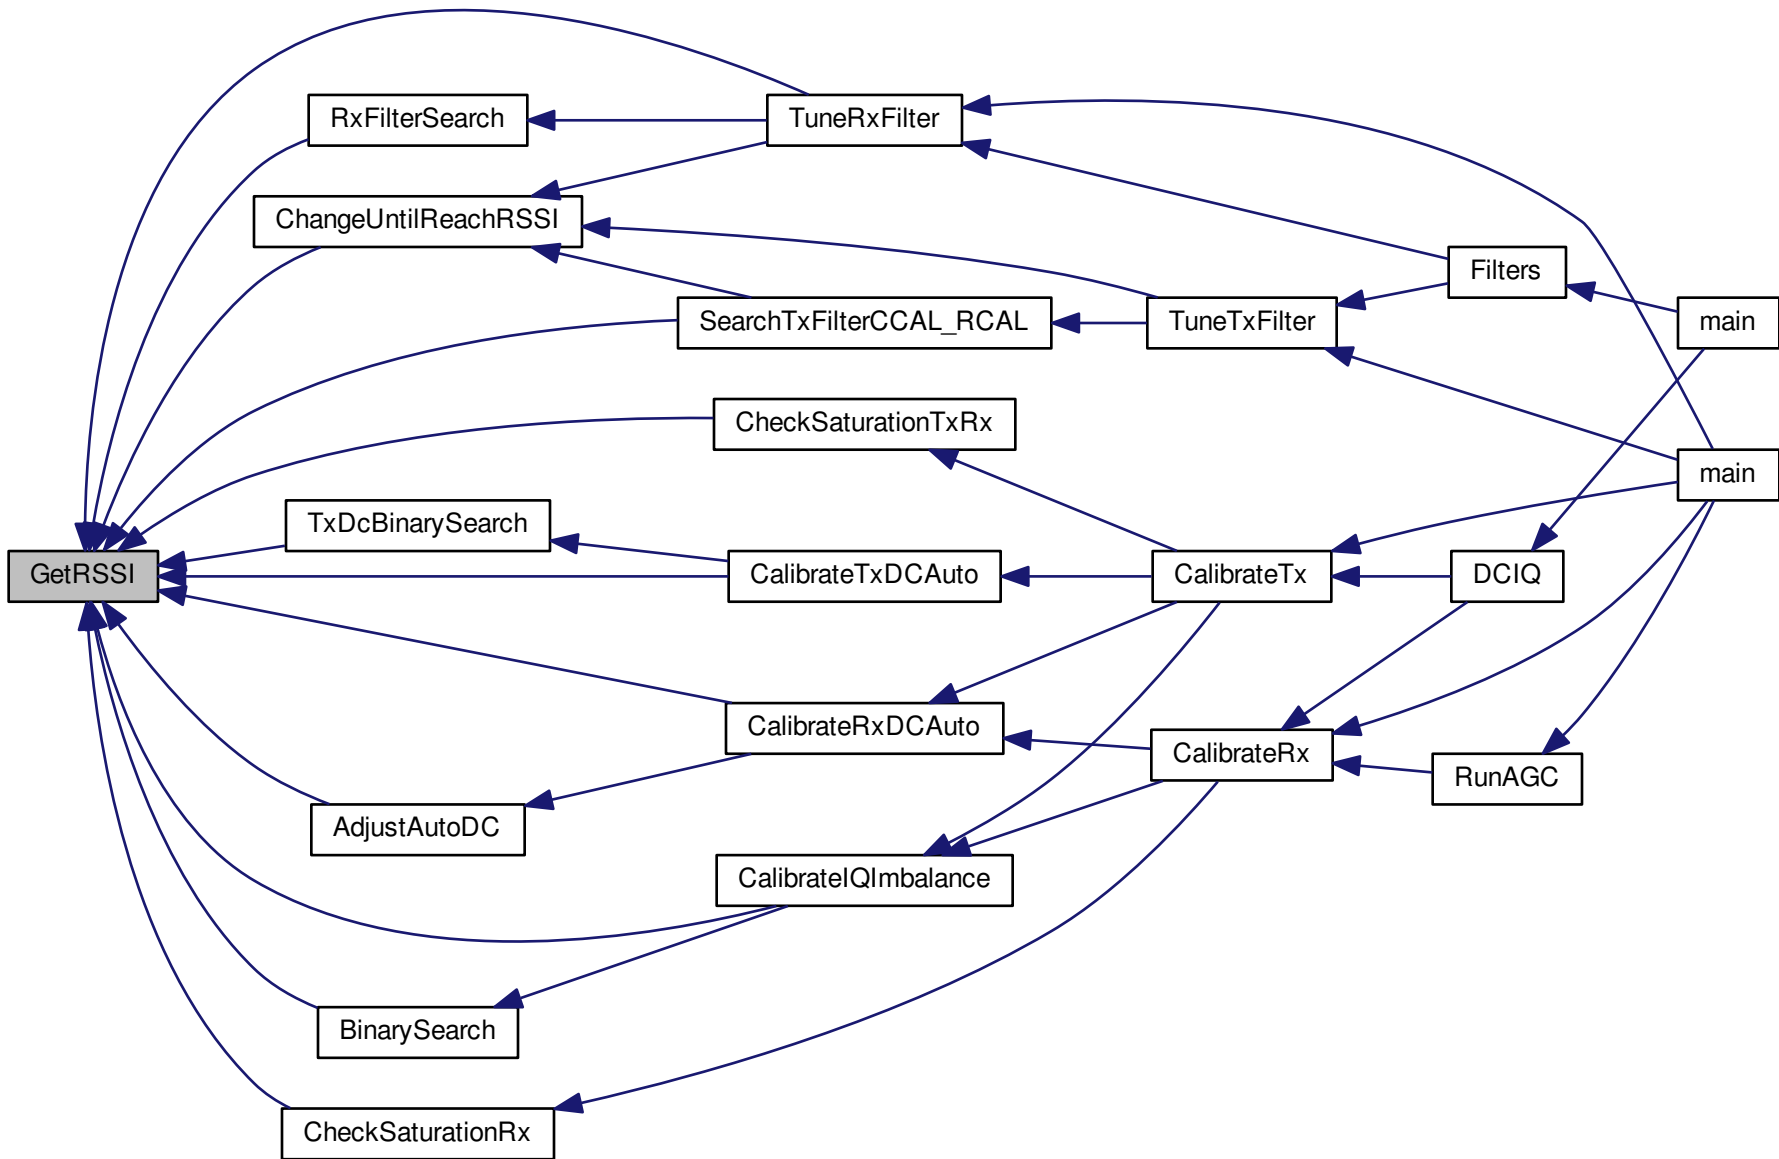 RxFilterSearch
TuneRxFilter
ChangeUntilReachRSSI
Filters
SearchTxFilterCCAL_RCAL
TuneTxFilter
main
CheckSaturationTxRx
main
TxDcBinarySearch
GetRSSI
CalibrateTxDCAuto
CalibrateTx
DCIQ
CalibrateRxDCAuto
CalibrateRx
RunAGC
AdjustAutoDC
CalibrateIQImbalance
BinarySearch
CheckSaturationRx